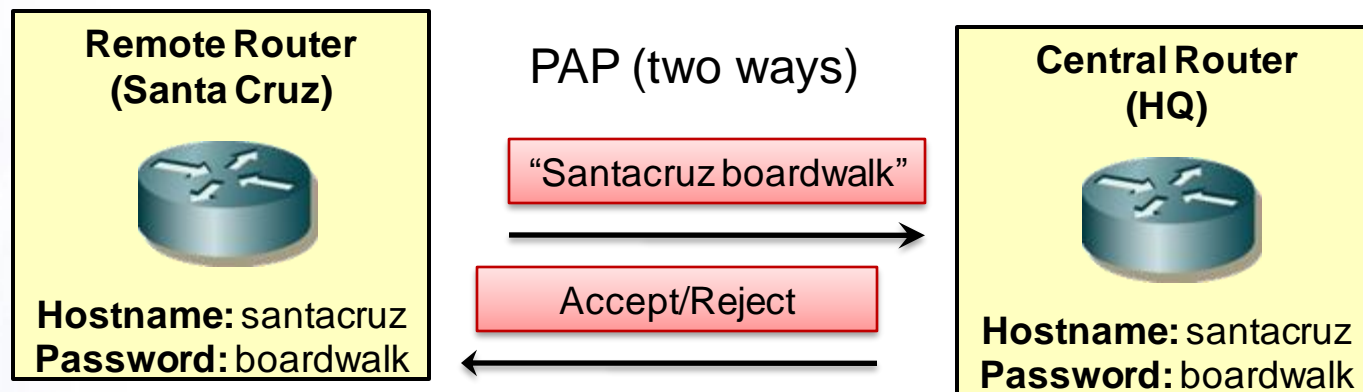 Remote Router
(Santa Cruz)
Hostname: santacruz
Password: boardwalk
PAP (two ways)
“Santacruz boardwalk”
Accept/Reject
Central Router
(HQ)
Hostname: santacruz
Password: boardwalk